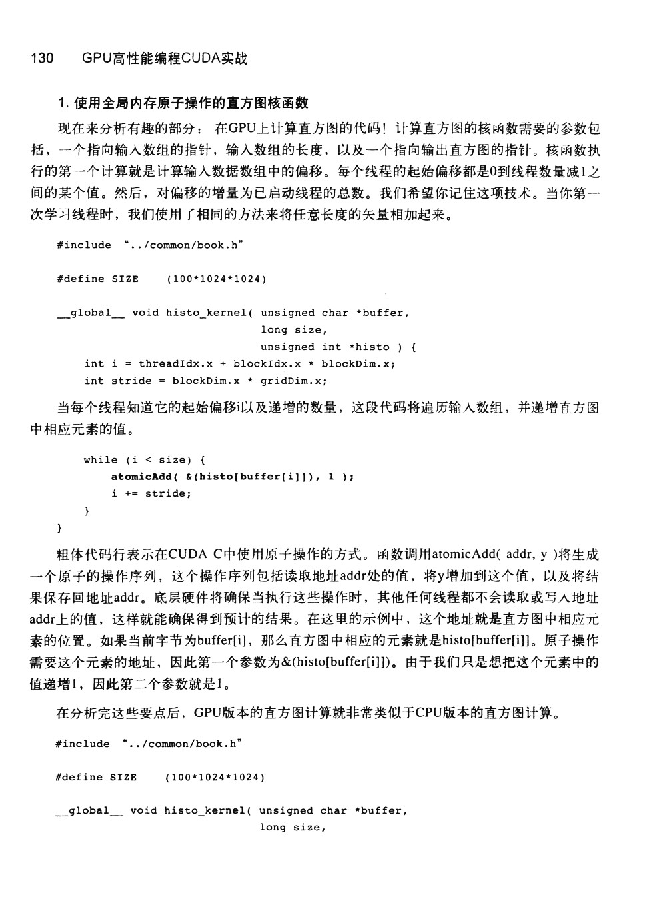 130 GPU高性能编程CUDA实战
1. 使用全局内存原子操作的直方图核函数
现在来分析有趣的部分：在GPU上计算直方图的代码！计算直方图的核函数需要的参数包
括，一个指向输入数组的指针，输入数组的长度，以及一个指向输出直方图的指针。核函数执
行的第一个计算就是计算输入数据数组中的偏移。每个线程的起始偏移都是0到线程数量减1之
间的某个值。然后，对偏移的增量为已启动线程的总数。我们希望你记住这项技术。当你第一
次学习线程时，我们使用了相同的方法来将任意长度的矢量相加起来。
#include “../common/book.h”
#define SIZE (100*1024*1024)
__global__ void histo_kernel( unsigned char *buffer,
long size,
unsigned int *histo ) {
int i = threadIdx.x + blockIdx.x * blockDim.x;
int stride = blockDim.x * gridDim.x;
当每个线程知道它的起始偏移i以及递增的数量，这段代码将遍历输入数组，并递增直方图
中相应元素的值。
while (i < size) {
atomicAdd( &(histo[buffer[i]]), 1 );
i += stride;
}
}
粗体代码行表示在CUDA C中使用原子操作的方式。函数调用atomicAdd( addr, y )将生成
一个原子的操作序列，这个操作序列包括读取地址addr处的值，将y增加到这个值，以及将结
果保存回地址addr。底层硬件将确保当执行这些操作时，其他任何线程都不会读取或写入地址
addr上的值，这样就能确保得到预计的结果。在这里的示例中，这个地址就是直方图中相应元
素的位置。如果当前字节为buffer[i]，那么直方图中相应的元素就是histo[buffer[i]]。原子操作
需要这个元素的地址，因此第一个参数为&(histo[buffer[i]])。由于我们只是想把这个元素中的
值递增1，因此第二个参数就是1。
在分析完这些要点后，GPU版本的直方图计算就非常类似于CPU版本的直方图计算。
#include “../common/book.h”
#define SIZE (100*1024*1024)
__global__ void histo_kernel( unsigned char *buffer,
long size,